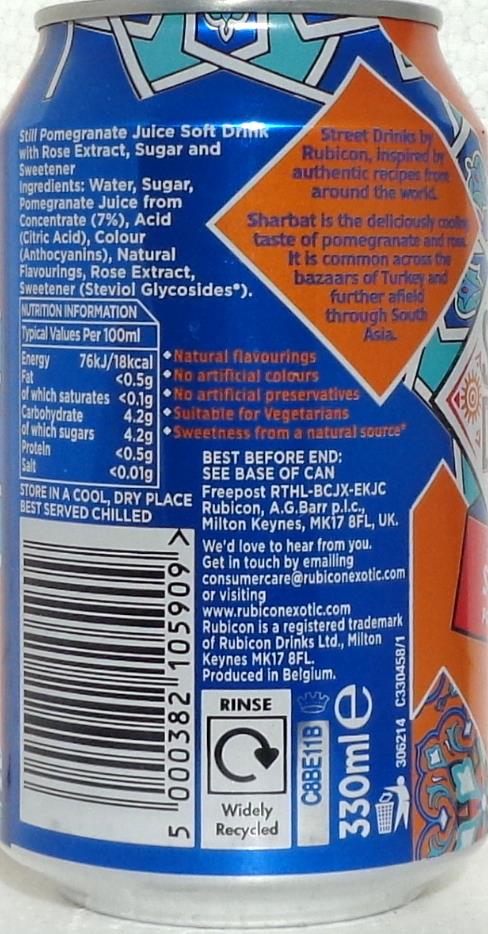 Still Pomegranate Juice Soft Drink
with Rose Extract, Sugar and
Sweetener
Ingredients: Water, Sugar,
Pomegranate Juice from
Concentrate (7%), Acid
(Citric Acid), Colour
(Anthocyanins), Natural
Flavourings, Rose Extract,
Sweetener (Steviol Glycosides*).
NUTRITION INFORMATION
Typical Values Per 100ml
Energy 76kJ/18kcal
Fat <0.5g
of which saturates <0.1g
Carbohydrate 4.2g
of which sugars 4.2g
Protein <0.5g
Salt <0.01g
STORE IN A COOL, DRY PLACE
BEST SERVED CHILLED
Street Drinks by
Rubicon, inspired by
authentic recipes from
around the world.
Sharbat is the deliciously cooling
taste of pomegranate and rose.
It is common across the
bazaars of Turkey and
further afield
through South
Asia.
Natural flavourings
No artificial colours
No artificial preservatives
Suitable for Vegetarians
Sweetness from a natural source*
BEST BEFORE END:
SEE BASE OF CAN
Freepost RTHL-BCJX-EKJC
Rubicon, A.G.Barr p.l.c.,
Milton Keynes, MK17 8FL, UK.
We'd love to hear from you.
Get in touch by emailing
consumercare@rubiconexotic.com
or visiting
www.rubiconexotic.com
Rubicon is a registered trademark
of Rubicon Drinks Ltd., Milton
Keynes MK17 8FL.
Produced in Belgium.
5 000382 105909 >
RINSE
Widely
Recycled
C8BE11B
330ml e
306214 C330458/1